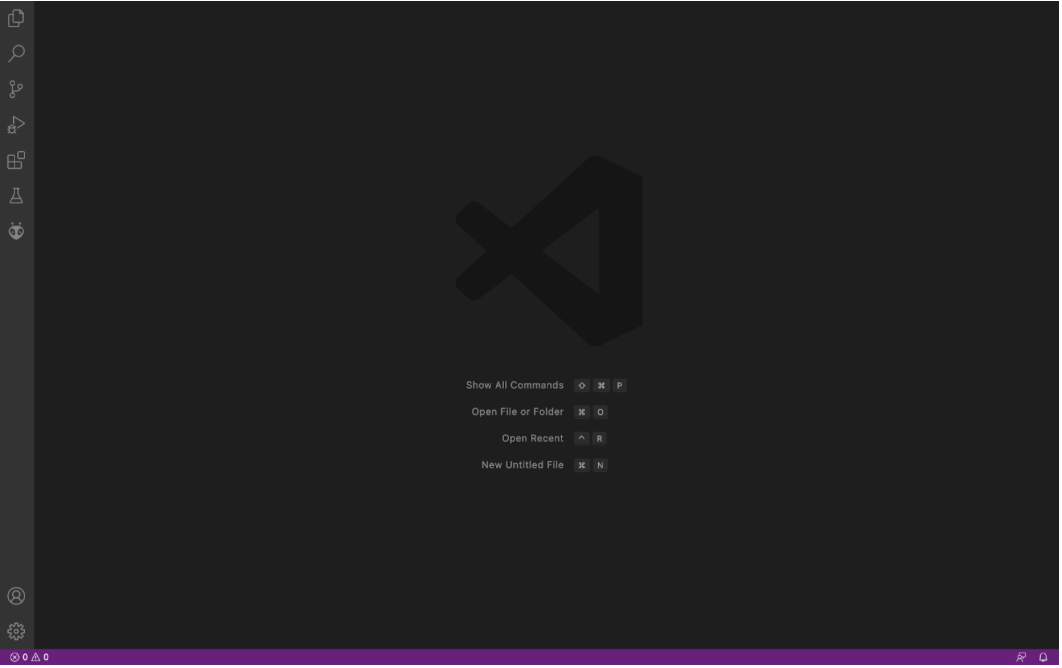 Show All Commands ⇧ ⌘ P
Open File or Folder ⌘ O
Open Recent ^ R
New Untitled File ⌘ N
0 0